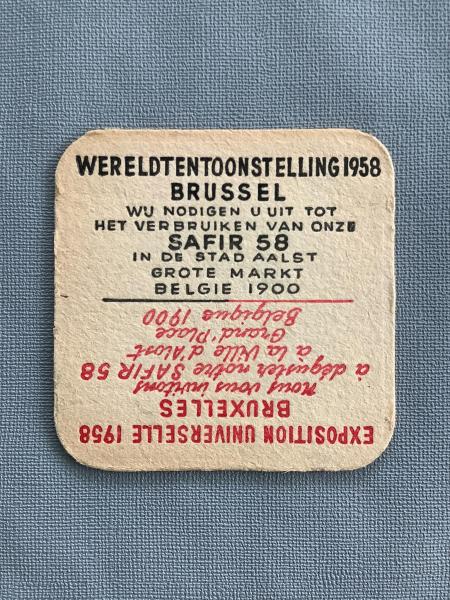 WERELDTENTOONSTELLING 1958
BRUSSEL
WIJ NODIGEN U UIT TOT
HET VERBRUIKEN VAN ONZE
SAFIR 58
IN DE STAD AALST
GROTE MARKT
BELGIE 1900
EXPOSITION UNIVERSELLE 1958
BRUXELLES
Nous vous invitons
à déguster notre SAFIR 58
à la Ville d'Alost
Grand'Place
Belgique 1900